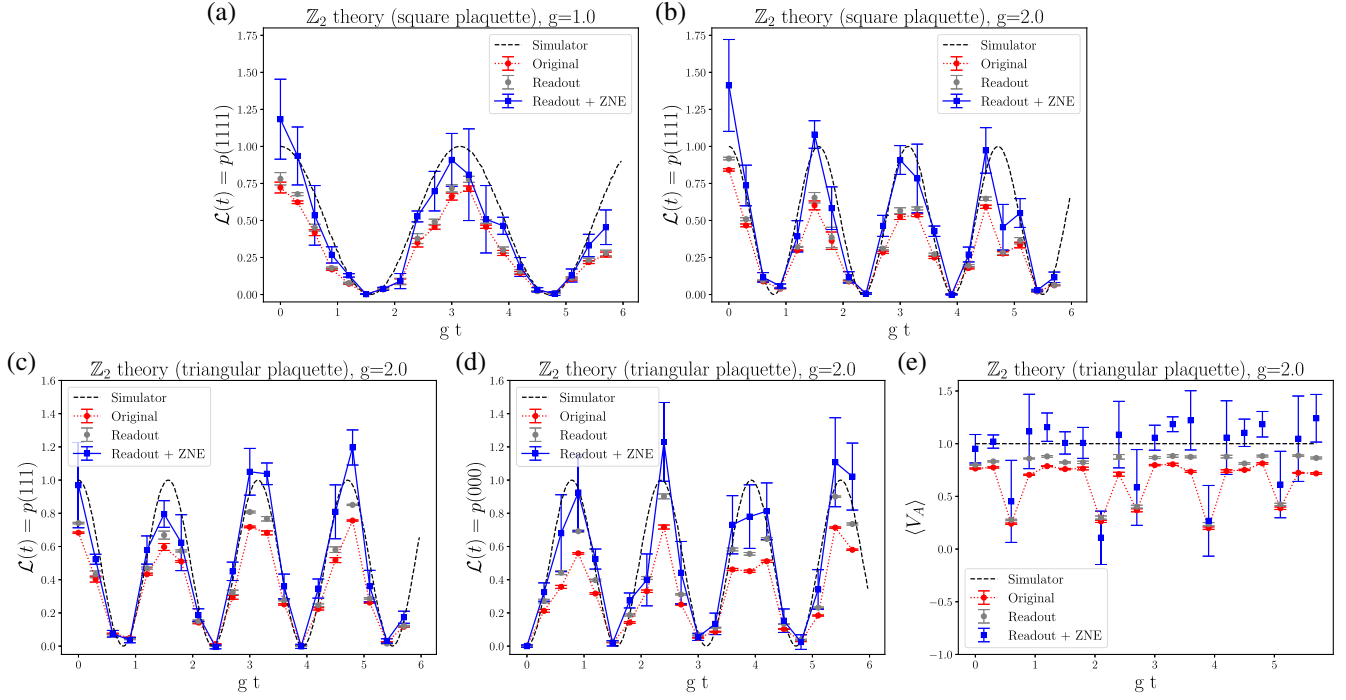 (a)
ℤ₂ theory (square plaquette), g=1.0
ℒ(t) = p(1111)
1.75
1.50
1.25
1.00
0.75
0.50
0.25
0.00
Simulator
Original
Readout
Readout + ZNE
0 1 2 3 4 5 6
g t
(b)
ℤ₂ theory (square plaquette), g=2.0
ℒ(t) = p(1111)
1.75
1.50
1.25
1.00
0.75
0.50
0.25
0.00
Simulator
Original
Readout
Readout + ZNE
0 1 2 3 4 5 6
g t
(c)
ℤ₂ theory (triangular plaquette), g=2.0
ℒ(t) = p(111)
1.6
1.4
1.2
1.0
0.8
0.6
0.4
0.2
0.0
Simulator
Original
Readout
Readout + ZNE
0 1 2 3 4 5 6
g t
(d)
ℤ₂ theory (triangular plaquette), g=2.0
ℒ(t) = p(000)
1.6
1.4
1.2
1.0
0.8
0.6
0.4
0.2
0.0
Simulator
Original
Readout
Readout + ZNE
0 1 2 3 4 5 6
g t
(e)
ℤ₂ theory (triangular plaquette), g=2.0
⟨V_A⟩
1.5
1.0
0.5
0.0
−0.5
−1.0
Simulator
Original
Readout
Readout + ZNE
0 1 2 3 4 5
g t